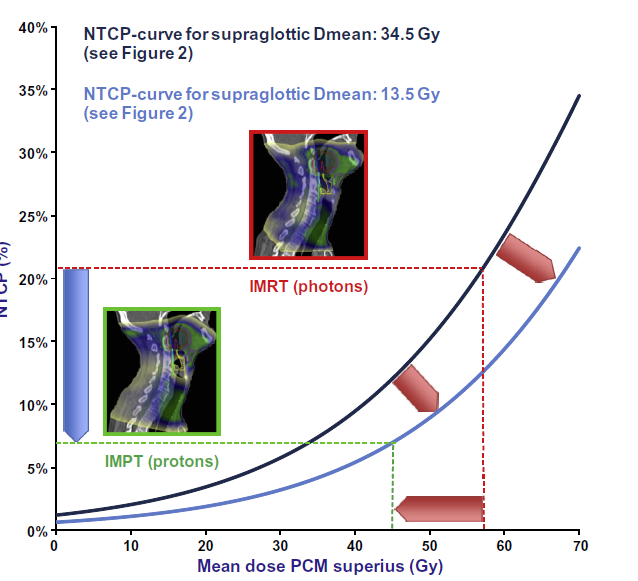 40%
NTCP-curve for supraglottic Dmean: 34.5 Gy
(see Figure 2)
35%
NTCP-curve for supraglottic Dmean: 13.5 Gy
(see Figure 2)
30%
25%
NTCP (%)
20%
IMRT (photons)
15%
10%
IMPT (protons)
5%
0%
0 10 20 30 40 50 60 70
Mean dose PCM superius (Gy)